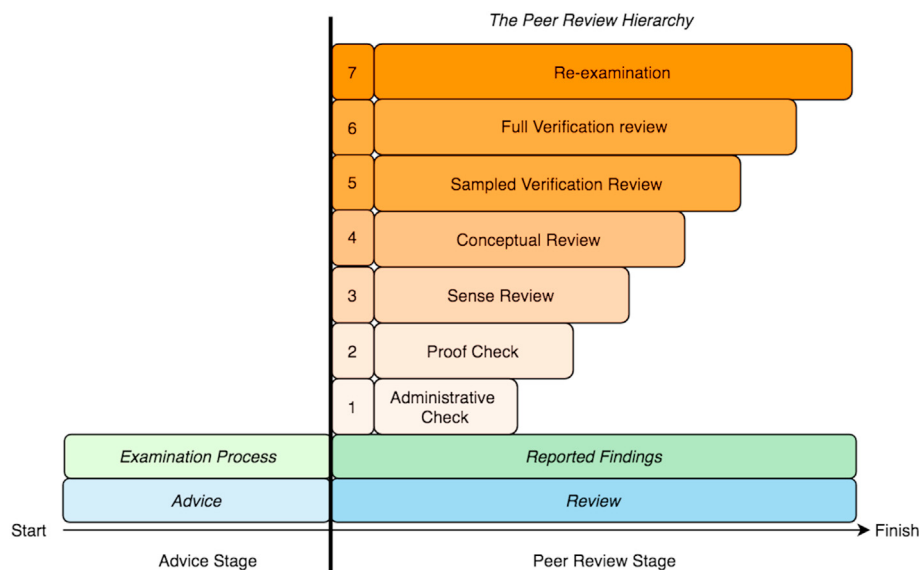 The Peer Review Hierarchy
7
Re-examination
6
Full Verification review
5
Sampled Verification Review
4
Conceptual Review
3
Sense Review
2
Proof Check
1
Administrative
Check
Examination Process
Reported Findings
Advice
Review
Start
Finish
Advice Stage
Peer Review Stage